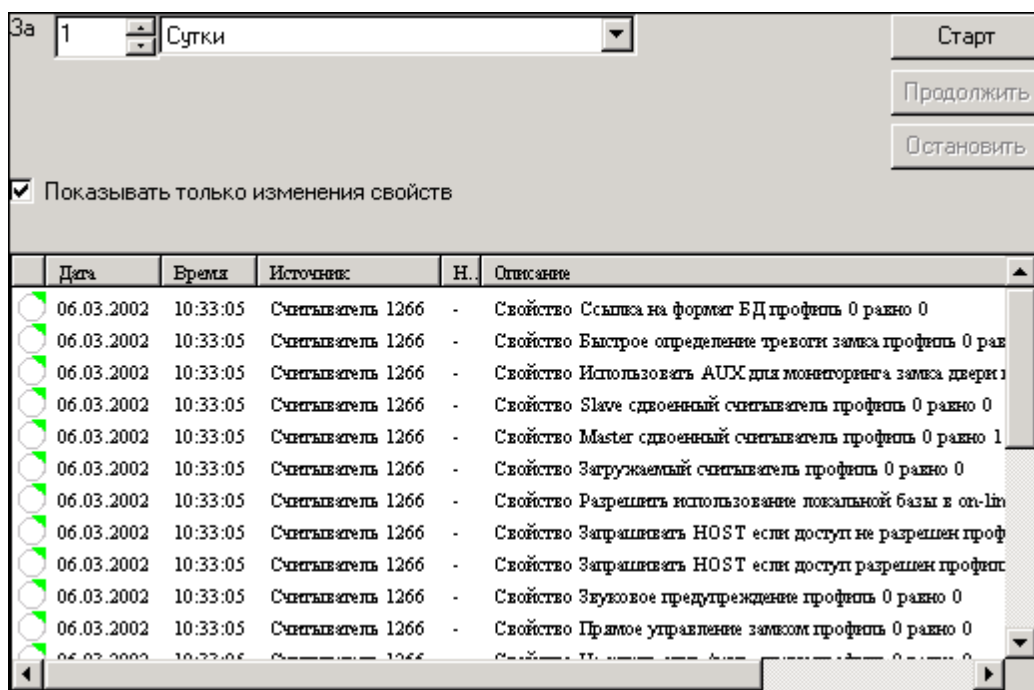 За 1 Сутки Старт
Продолжить
Остановить
Показывать только изменения свойств
Дата Время Источник Н.. Описание
06.03.2002 10:33:05 Считыватель 1266 - Свойство Ссылка на формат БД профиль 0 равно 0
06.03.2002 10:33:05 Считыватель 1266 - Свойство Быстрое определение тревоги замка профиль 0 рав
06.03.2002 10:33:05 Считыватель 1266 - Свойство Использовать AUX для мониторинга замка двери
06.03.2002 10:33:05 Считыватель 1266 - Свойство Slave сдвоенный считыватель профиль 0 равно 0
06.03.2002 10:33:05 Считыватель 1266 - Свойство Master сдвоенный считыватель профиль 0 равно 1
06.03.2002 10:33:05 Считыватель 1266 - Свойство Загружаемый считыватель профиль 0 равно 0
06.03.2002 10:33:05 Считыватель 1266 - Свойство Разрешить использование локальной базы в on-lin
06.03.2002 10:33:05 Считыватель 1266 - Свойство Запрашивать HOST если доступ не разрешен проф
06.03.2002 10:33:05 Считыватель 1266 - Свойство Запрашивать HOST если доступ разрешен профил
06.03.2002 10:33:05 Считыватель 1266 - Свойство Звуковое предупреждение профиль 0 равно 0
06.03.2002 10:33:05 Считыватель 1266 - Свойство Прямое управление замком профиль 0 равно 0
06.03.2002 10:33:05 Считыватель 1266